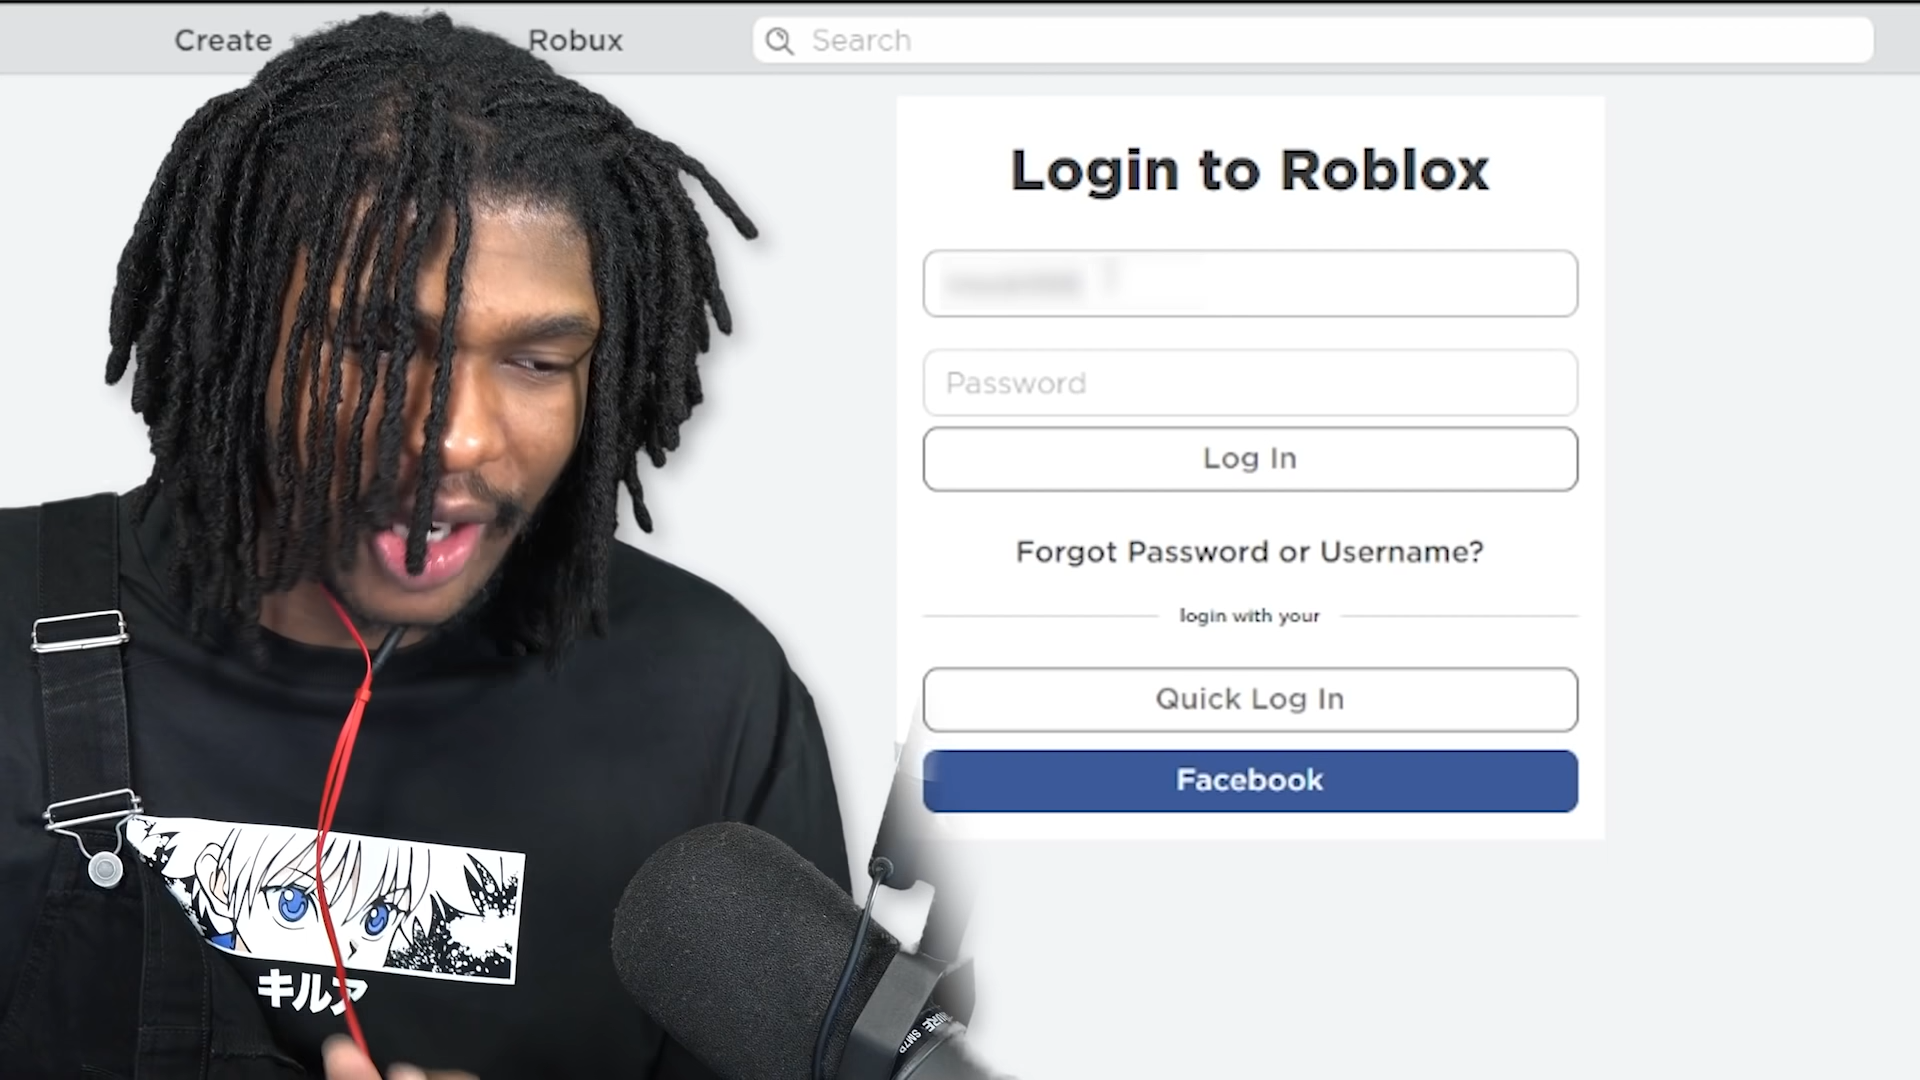 Create
Robux
Search
Login to Roblox
Password
Log In
Forgot Password or Username?
login with your
Quick Log In
Facebook
キルア
SM7B